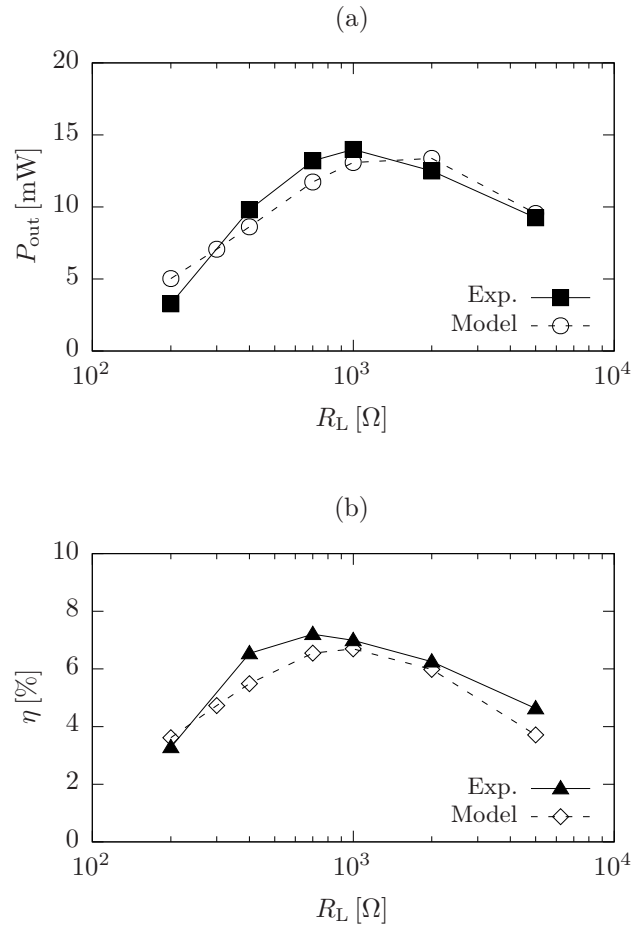 (a)
20
15
10
5
0
P_out [mW]
Exp.
Model
10^2 10^3 10^4
R_L [Ω]
(b)
10
8
6
4
2
0
η [%]
Exp.
Model
10^2 10^3 10^4
R_L [Ω]